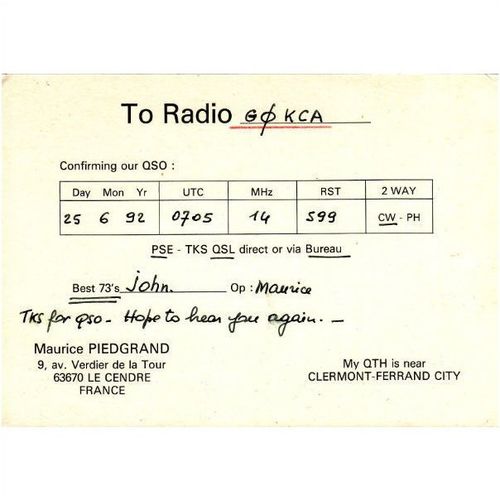 To Radio GØKCA
Confirming our QSO :
Day Mon Yr UTC MHz RST 2 WAY
25 6 92 0705 14 599 CW - PH
PSE - TKS QSL direct or via Bureau
Best 73's John. Op : Maurice
TKS for QSO - Hope to hear you again. -
Maurice PIEDGRAND
9, av. Verdier de la Tour
63670 LE CENDRE
FRANCE
My QTH is near
CLERMONT-FERRAND CITY